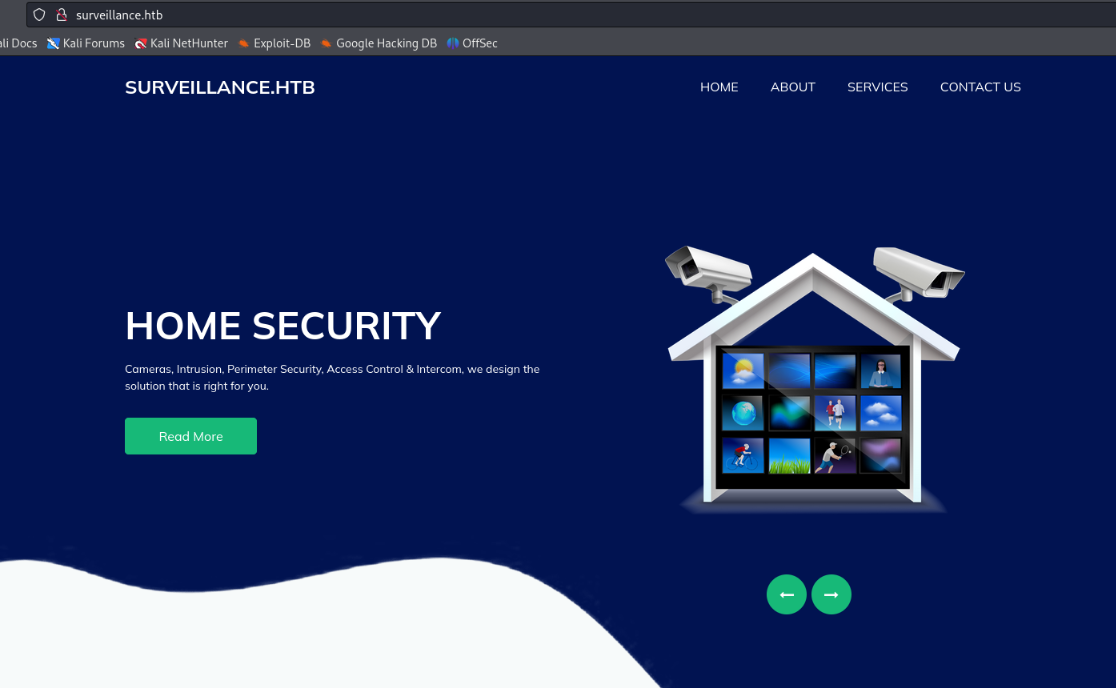 surveillance.htb
ali Docs Kali Forums Kali NetHunter Exploit-DB Google Hacking DB OffSec
SURVEILLANCE.HTB HOME ABOUT SERVICES CONTACT US
HOME SECURITY
Cameras, Intrusion, Perimeter Security, Access Control & Intercom, we design the
solution that is right for you.
Read More